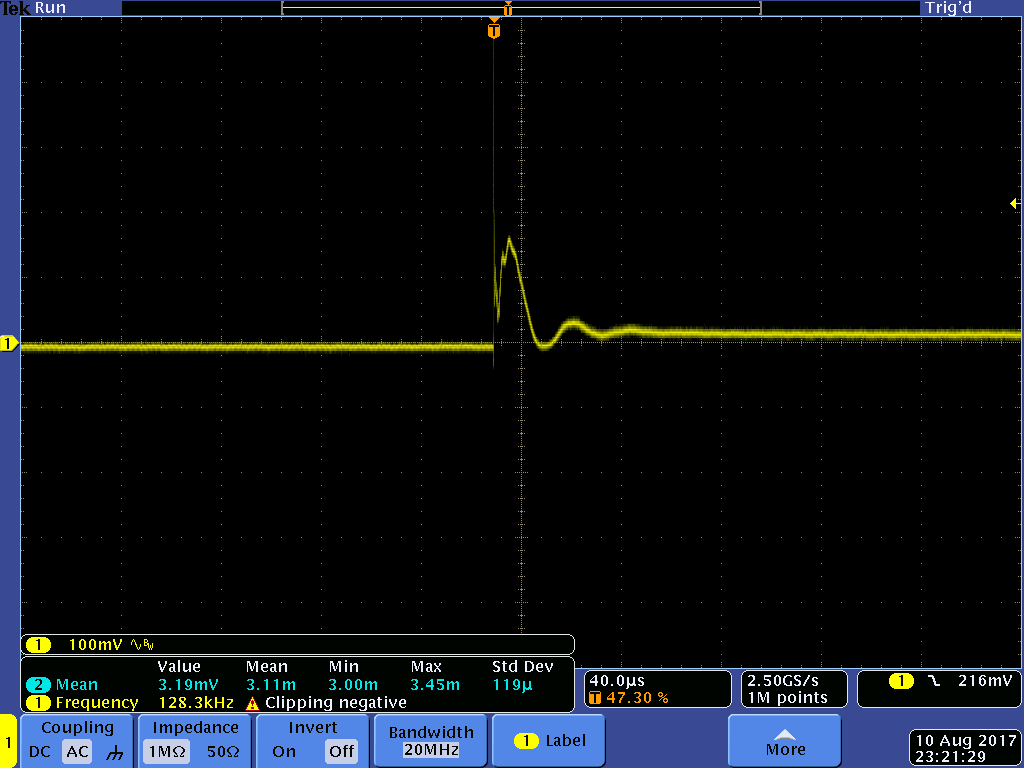 Tek Run Trig'd
T
T
1
1 100mV ∿BW
Value Mean Min Max Std Dev
2 Mean 3.19mV 3.11m 3.00m 3.45m 119µ
1 Frequency 128.3kHz Clipping negative
40.0µs
T 47.30 %
2.50GS/s
1M points
1 216mV
1
Coupling
DC AC
Impedance
1MΩ 50Ω
Invert
On Off
Bandwidth
20MHz
1 Label
More
10 Aug 2017
23:21:29